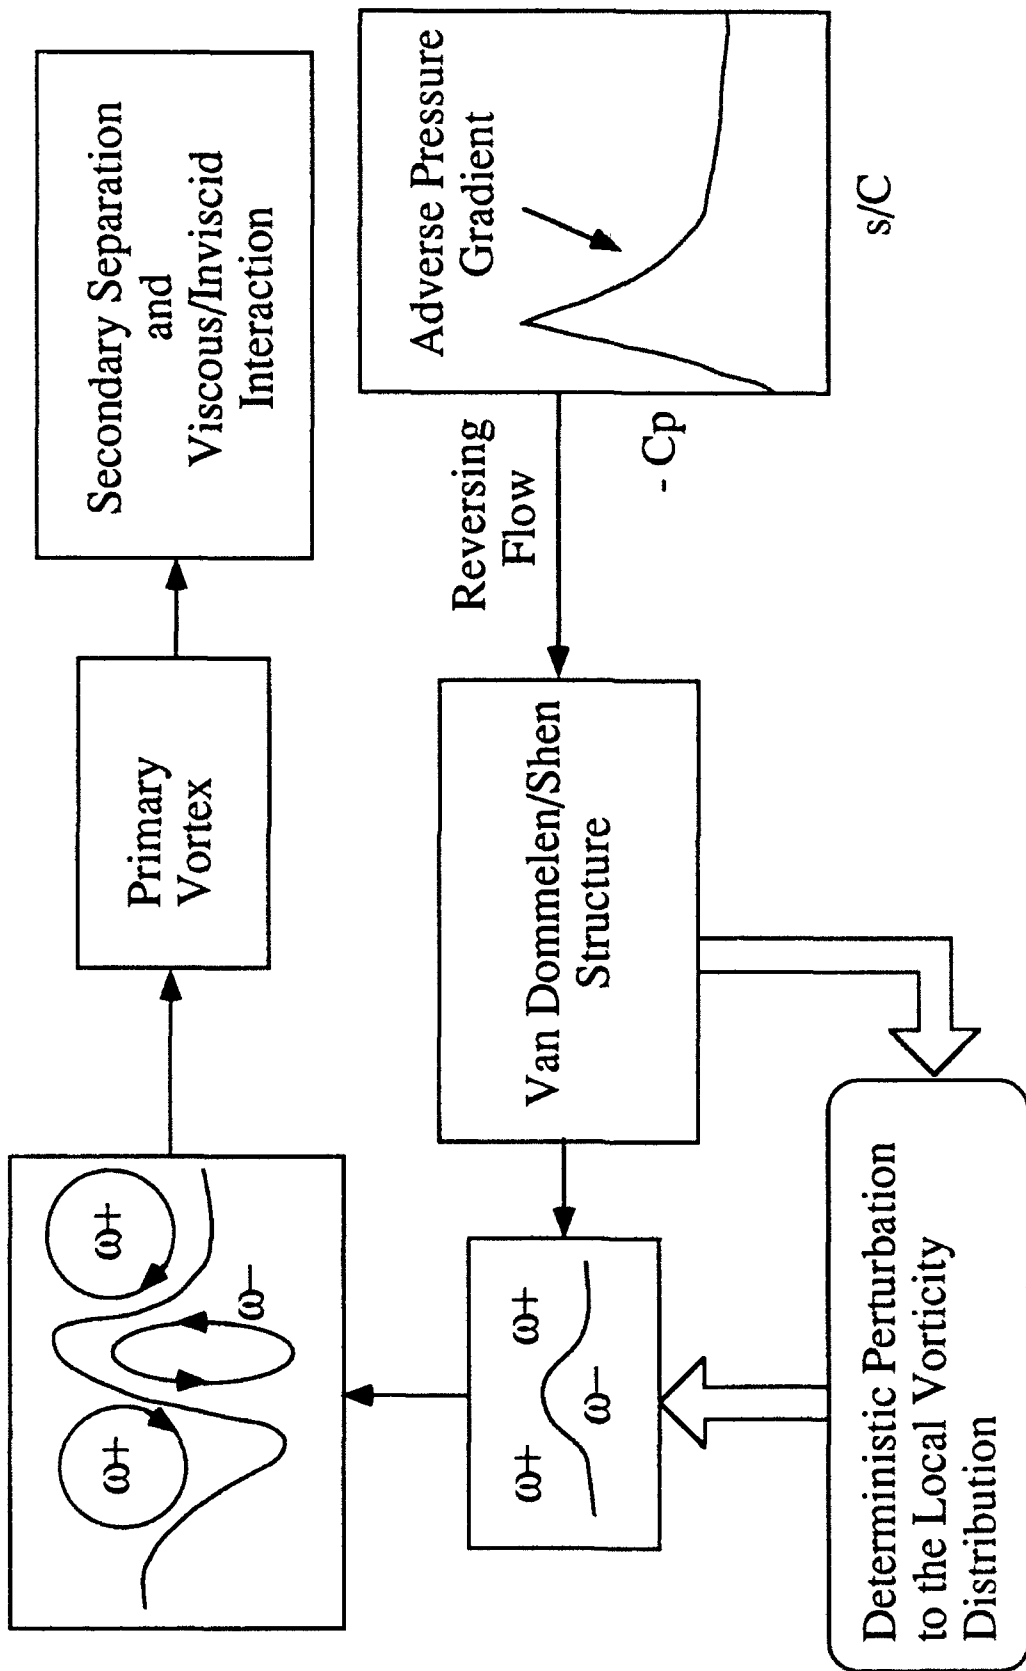 ω+
ω+
ω−
Primary
Vortex
Secondary Separation
and
Viscous/Inviscid
Interaction
ω+
ω+
ω−
Van Dommelen/Shen
Structure
Reversing
Flow
Adverse Pressure
Gradient
- Cp
s/C
Deterministic Perturbation
to the Local Vorticity
Distribution